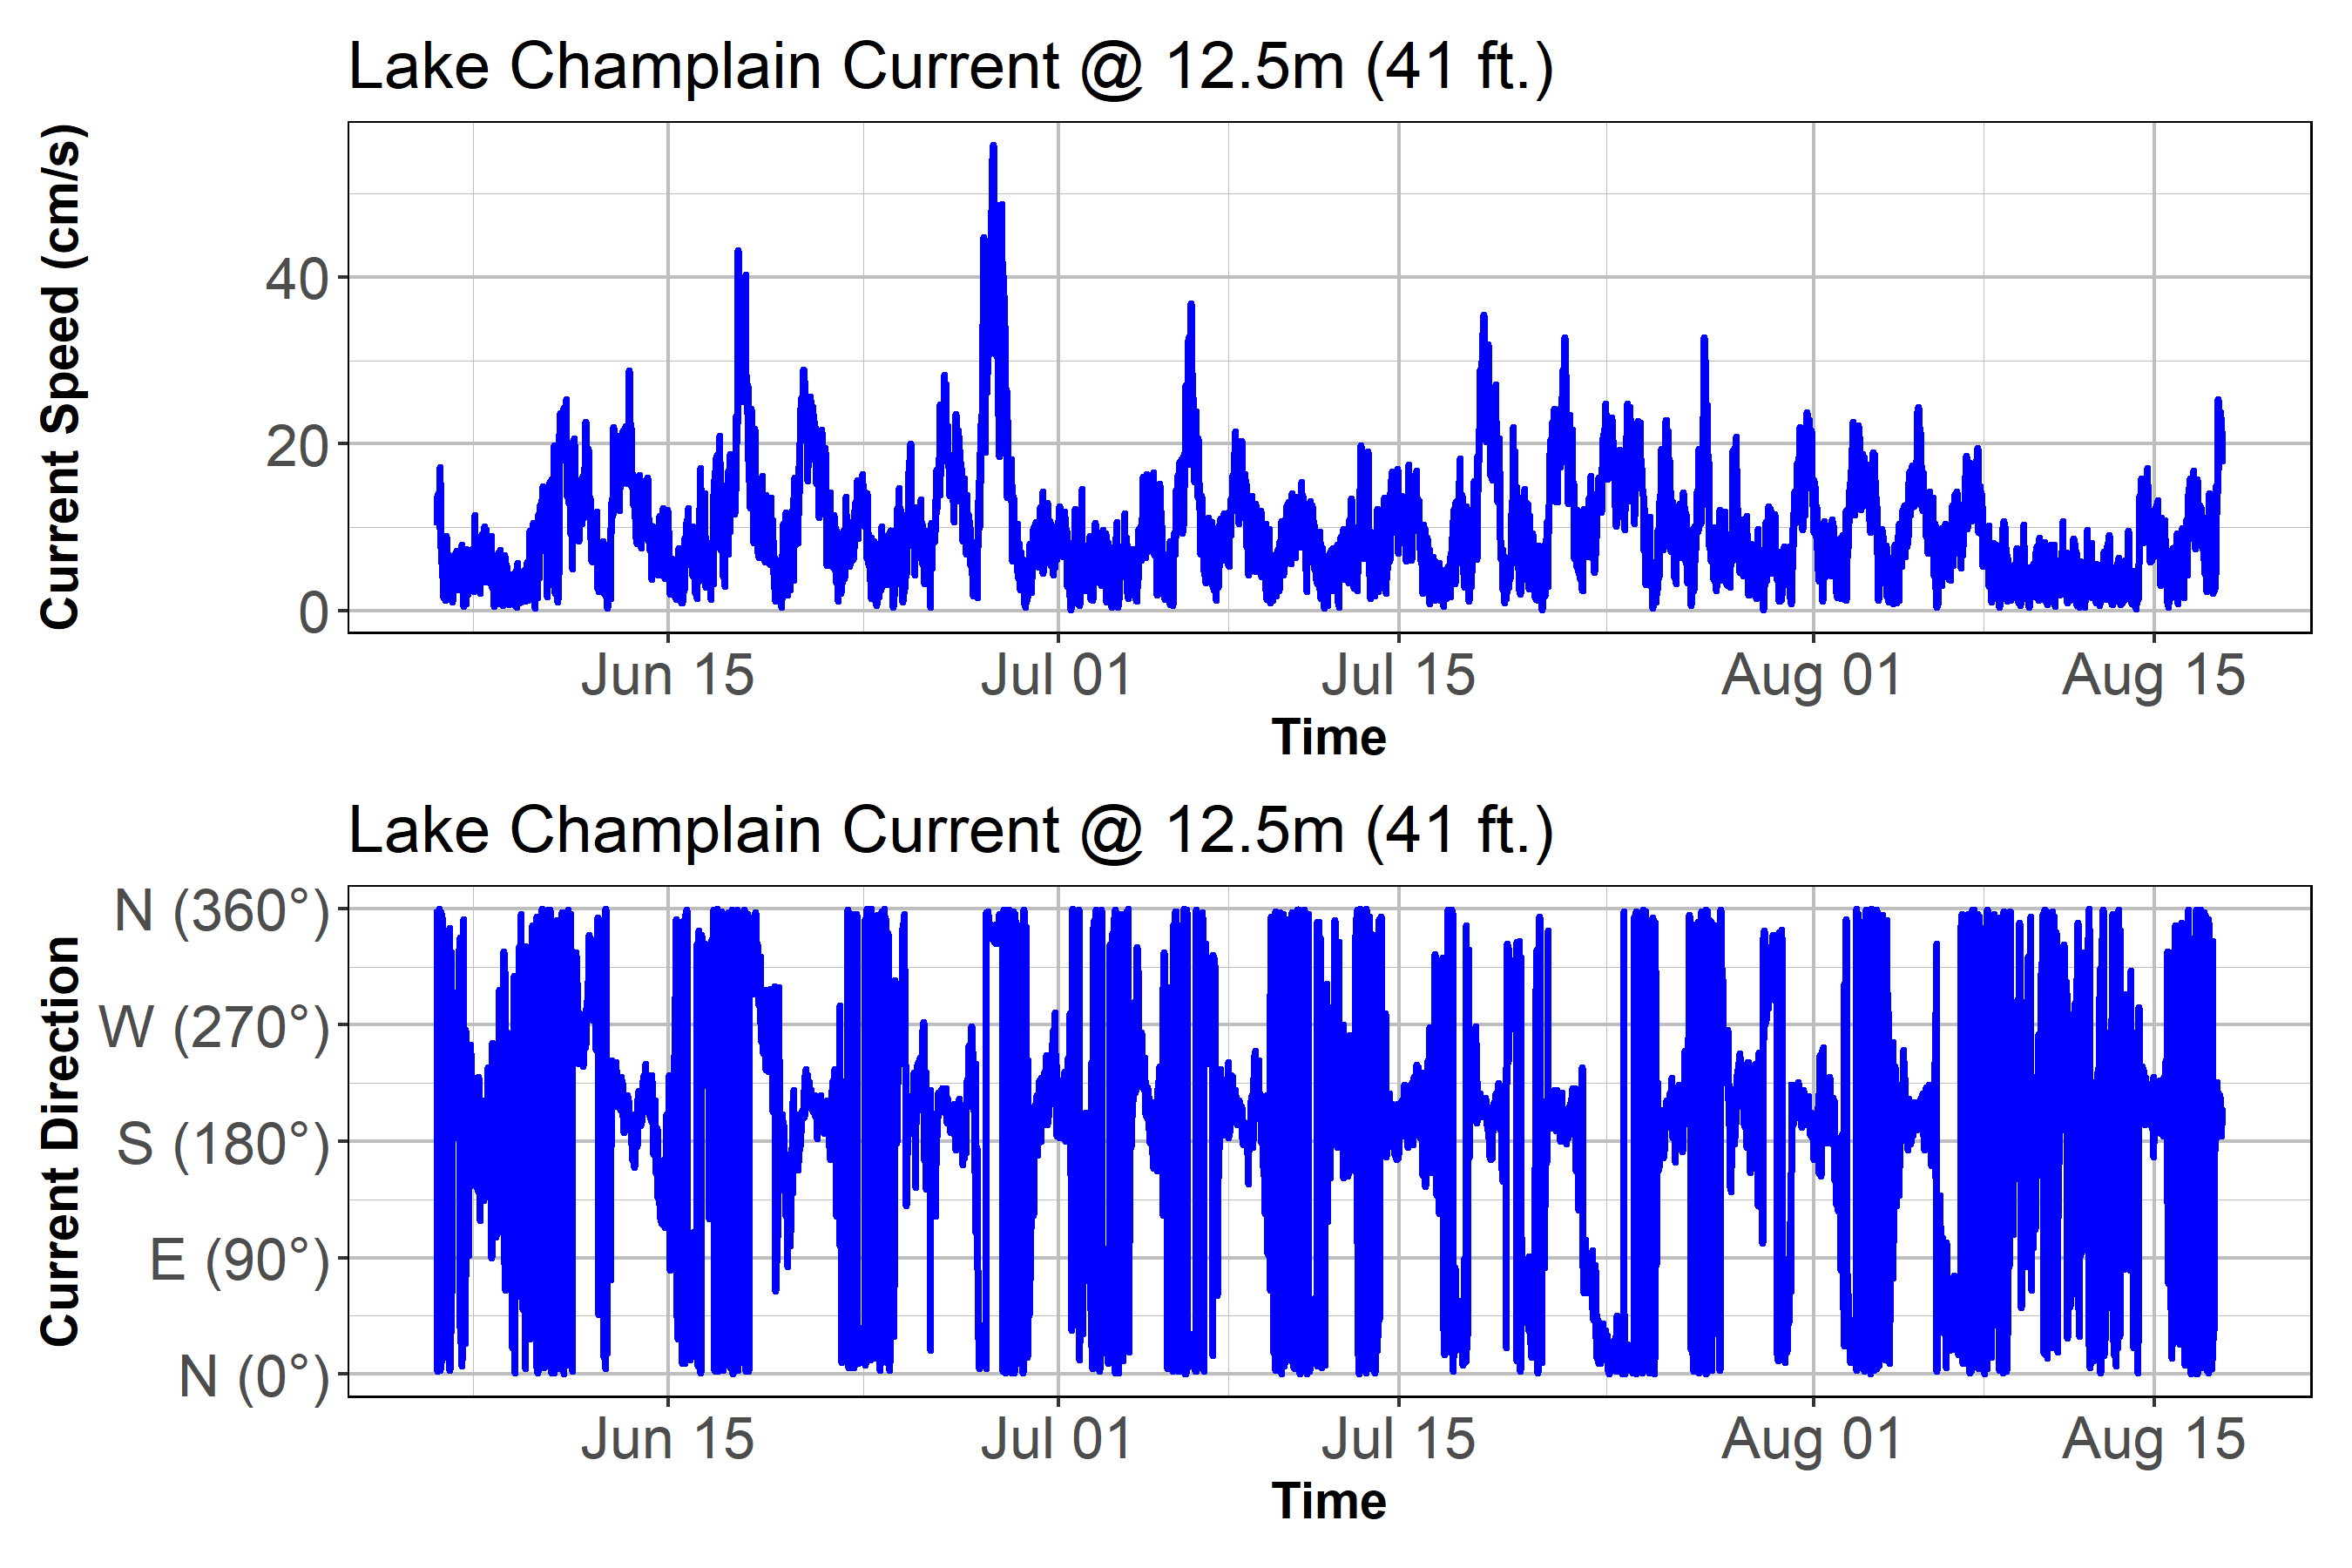 Lake Champlain Current @ 12.5m (41 ft.)
Current Speed (cm/s)
40
20
0
Jun 15 Jul 01 Jul 15 Aug 01 Aug 15
Time
Lake Champlain Current @ 12.5m (41 ft.)
Current Direction
N (360°)
W (270°)
S (180°)
E (90°)
N (0°)
Jun 15 Jul 01 Jul 15 Aug 01 Aug 15
Time